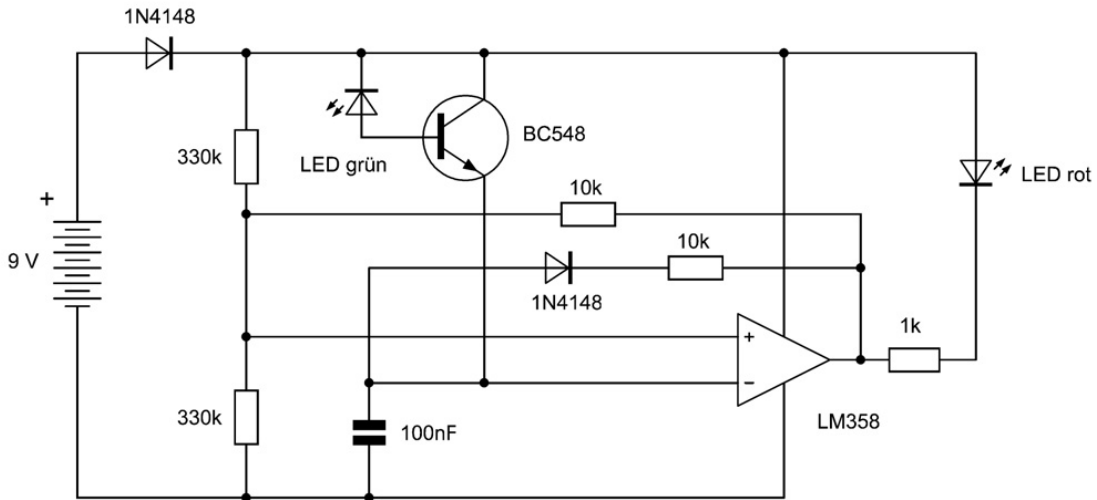 1N4148
330k
LED grün
BC548
10k
LED rot
+
9 V
10k
1N4148
1k
+
−
330k
100nF
LM358